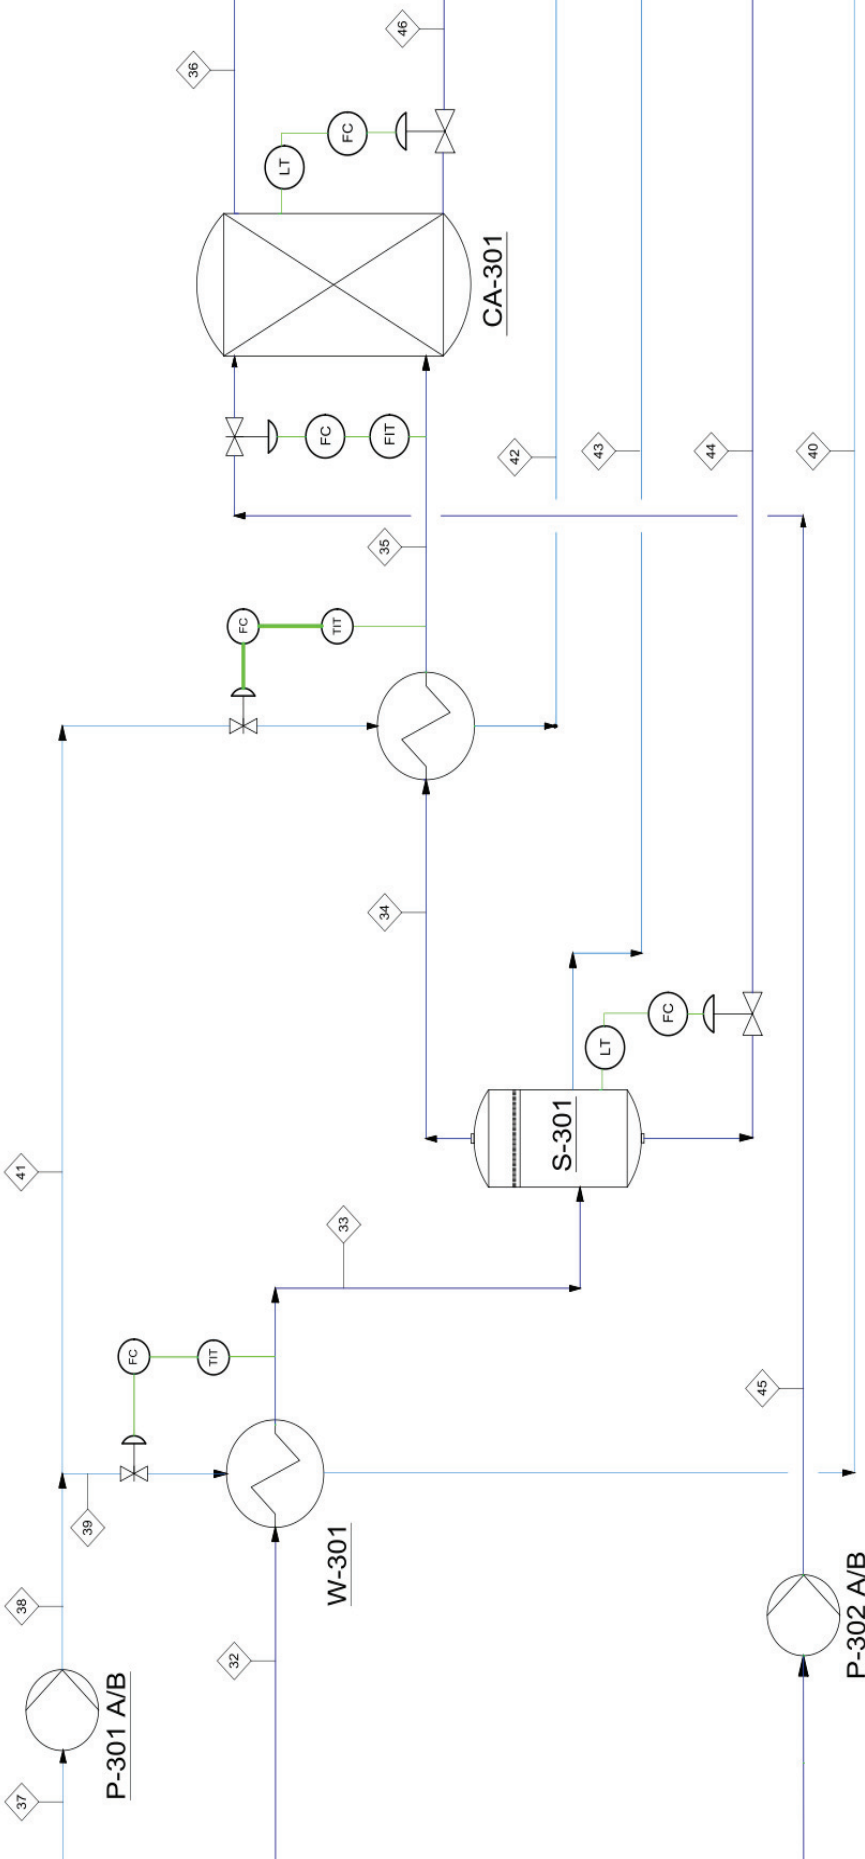 36
46
LT
FC
CA-301
FC
FIT
42
43
44
40
35
FC
TIT
34
LT
FC
S-301
41
33
FC
TIT
45
39
W-301
38
32
P-301 A/B
P-302 A/B
37